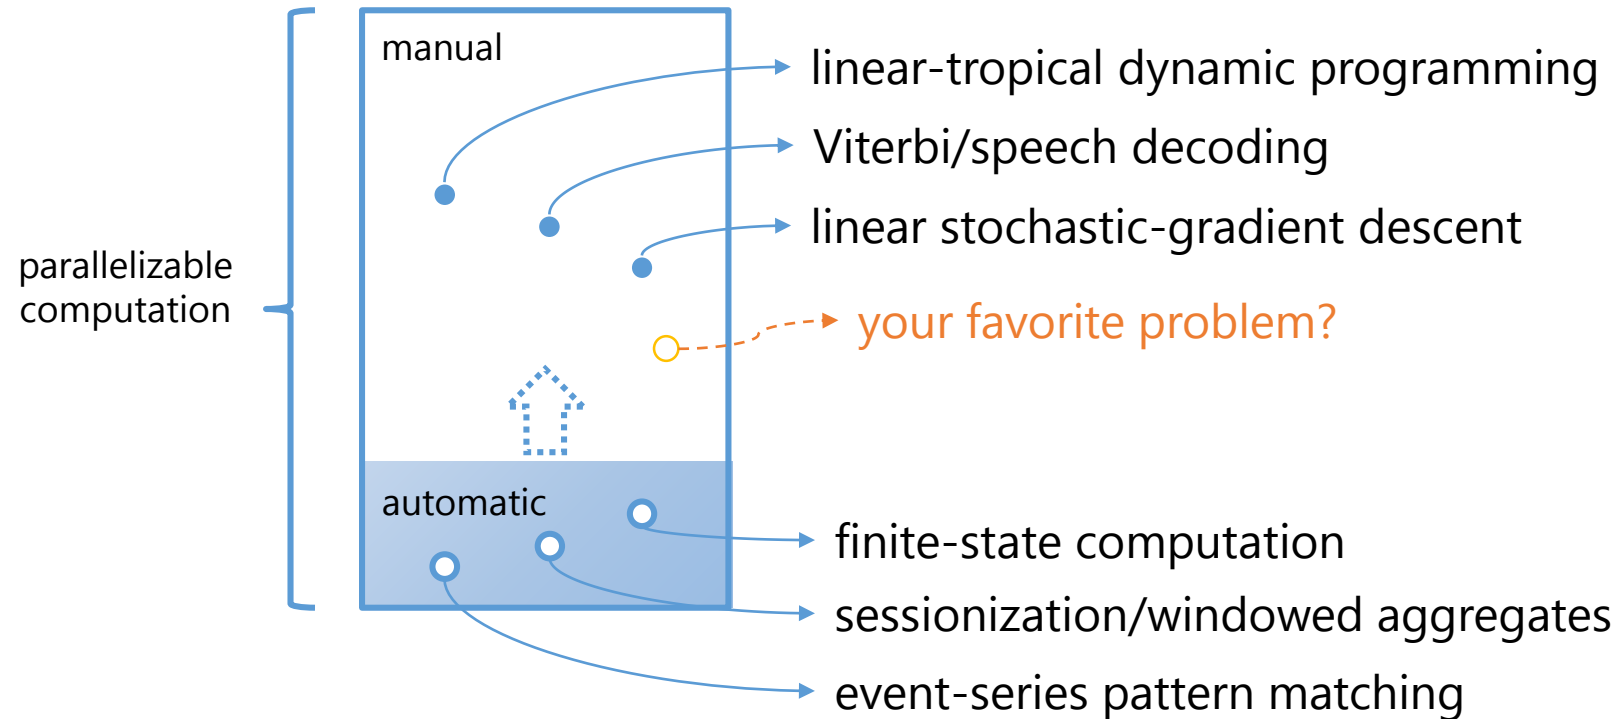 manual
linear-tropical dynamic programming
Viterbi/speech decoding
linear stochastic-gradient descent
parallelizable
computation
your favorite problem?
automatic
finite-state computation
sessionization/windowed aggregates
event-series pattern matching